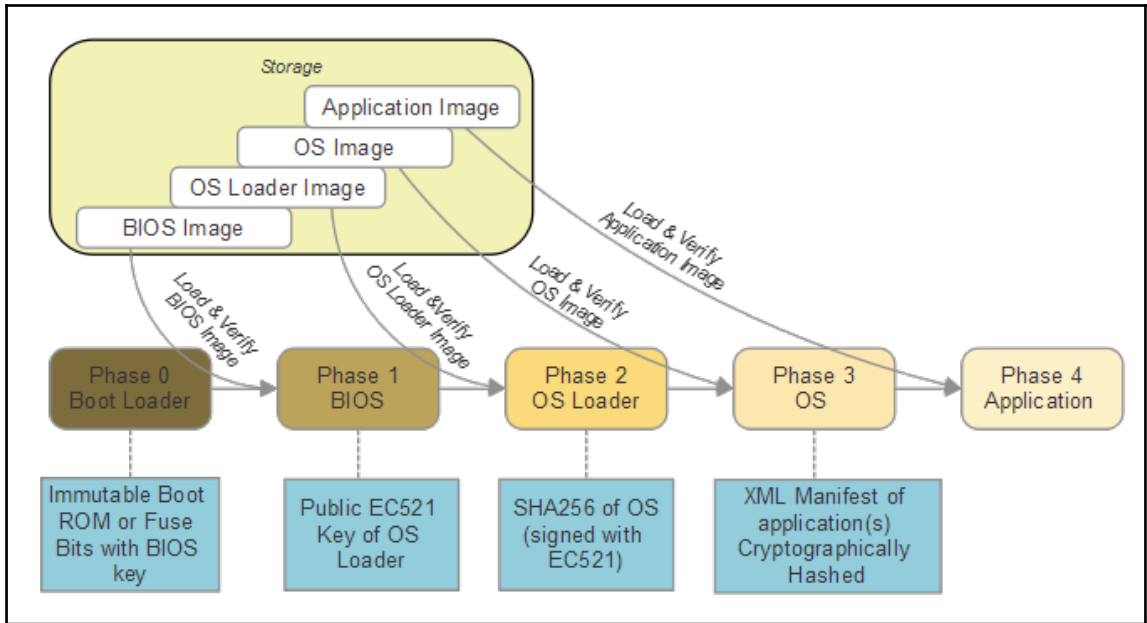 Storage
Application Image
OS Image
OS Loader Image
BIOS Image
Load & Verify
BIOS Image
Load &Verify
OS Loader Image
Load & Verify
OS Image
Load & Verify
Application Image
Phase 0
Boot Loader
Phase 1
BIOS
Phase 2
OS Loader
Phase 3
OS
Phase 4
Application
Immutable Boot
ROM or Fuse
Bits with BIOS
key
Public EC521
Key of OS
Loader
SHA256 of OS
(signed with
EC521)
XML Manifest of
application(s)
Cryptographically
Hashed